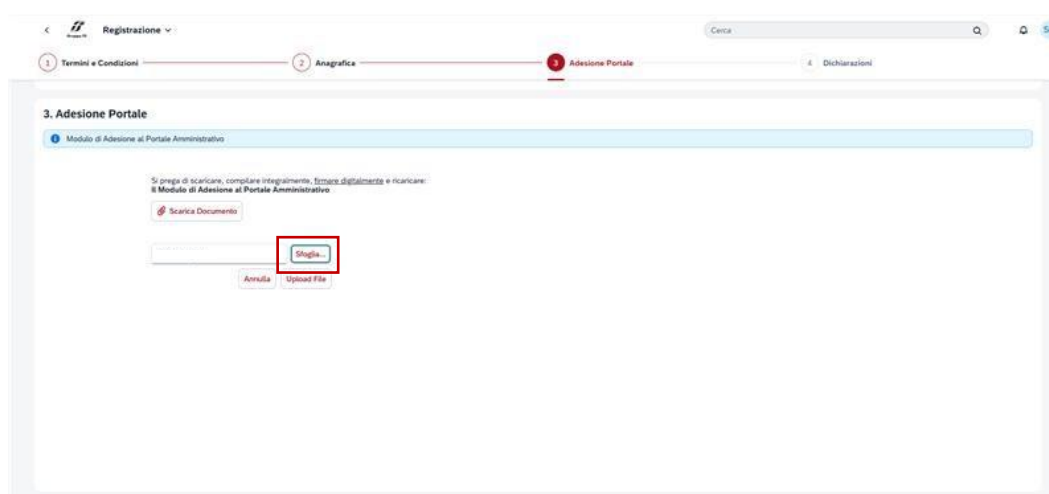 Registrazione
Cerca
1 Termini e Condizioni
2 Anagrafica
3 Adesione Portale
4 Dichiarazioni
3. Adesione Portale
Modulo di Adesione al Portale Amministrativo
Si prega di scaricare, compilare integralmente, firmare digitalmente e ricaricare:
Il Modulo di Adesione al Portale Amministrativo
Scarica Documento
Sfoglia...
Annulla Upload File